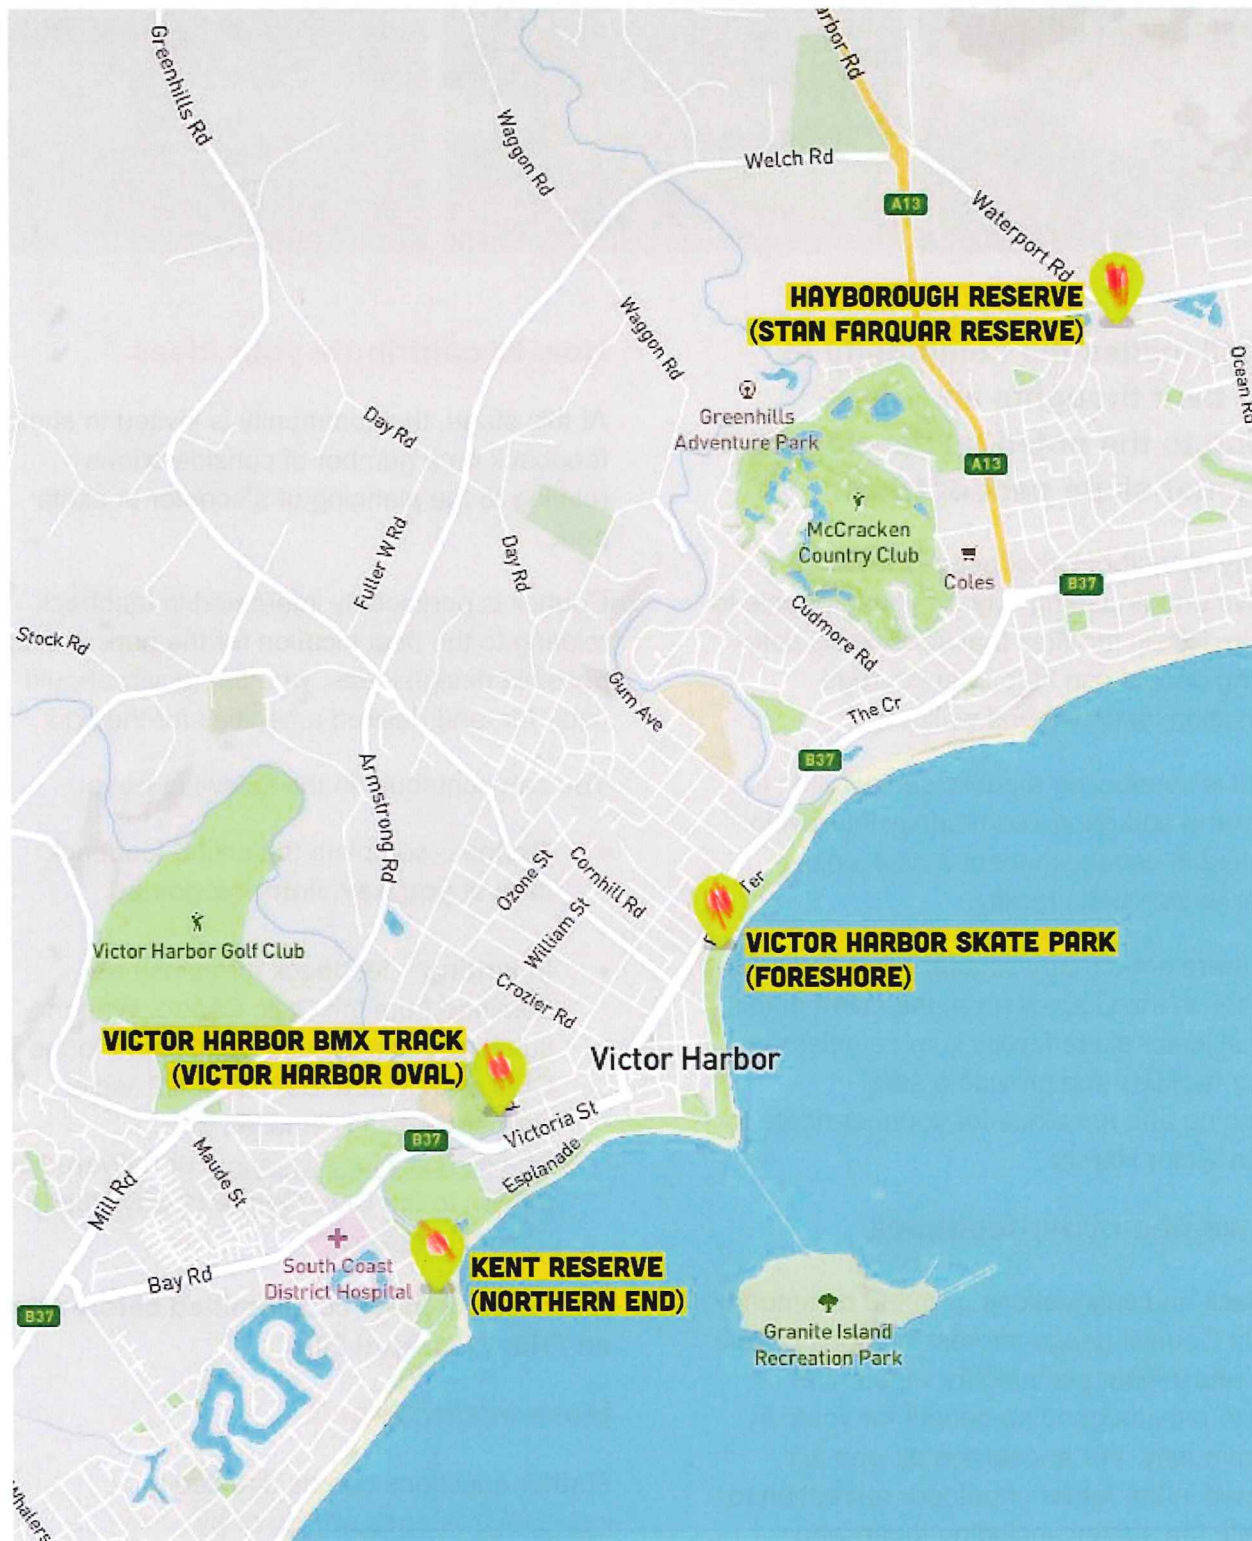 arbor Rd
Greenhills Rd
Waggon Rd
Welch Rd
A13
Waterport Rd
HAYBOROUGH RESERVE
(STAN FARQUAR RESERVE)
Waggon Rd
Ocean Rd
Greenhills
Adventure Park
Day Rd
A13
McCracken
Country Club
Coles
B37
Day Rd
Fuller W Rd
Cudmore Rd
Stock Rd
Gum Ave
The Cr
B37
Armstrong Rd
Ozone St
Cornhill Rd
William St
Ter
Victor Harbor Golf Club
VICTOR HARBOR SKATE PARK
(FORESHORE)
Crozier Rd
VICTOR HARBOR BMX TRACK
(VICTOR HARBOR OVAL)
Victor Harbor
Victoria St
B37
Esplanade
Maude St
Mill Rd
South Coast
District Hospital
Bay Rd
KENT RESERVE
(NORTHERN END)
B37
Granite Island
Recreation Park
Whalers